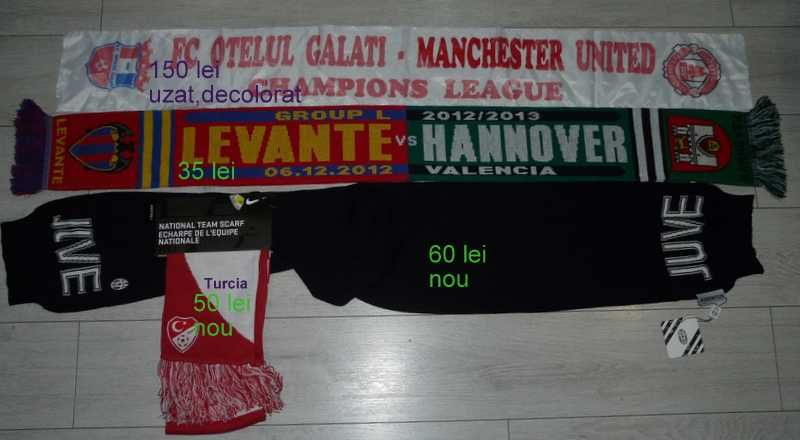 FC OTELUL GALATI - MANCHESTER UNITED
CHAMPIONS LEAGUE
150 lei
uzat,decolorat
LEVANTE
GROUP L
LEVANTE
06.12.2012
VS
2012/2013
HANNOVER
VALENCIA
35 lei
JUVE
NATIONAL TEAM SCARF
ECHARPE DE L'EQUIPE
NATIONALE
Turcia
50 lei
nou
60 lei
nou
JUVE